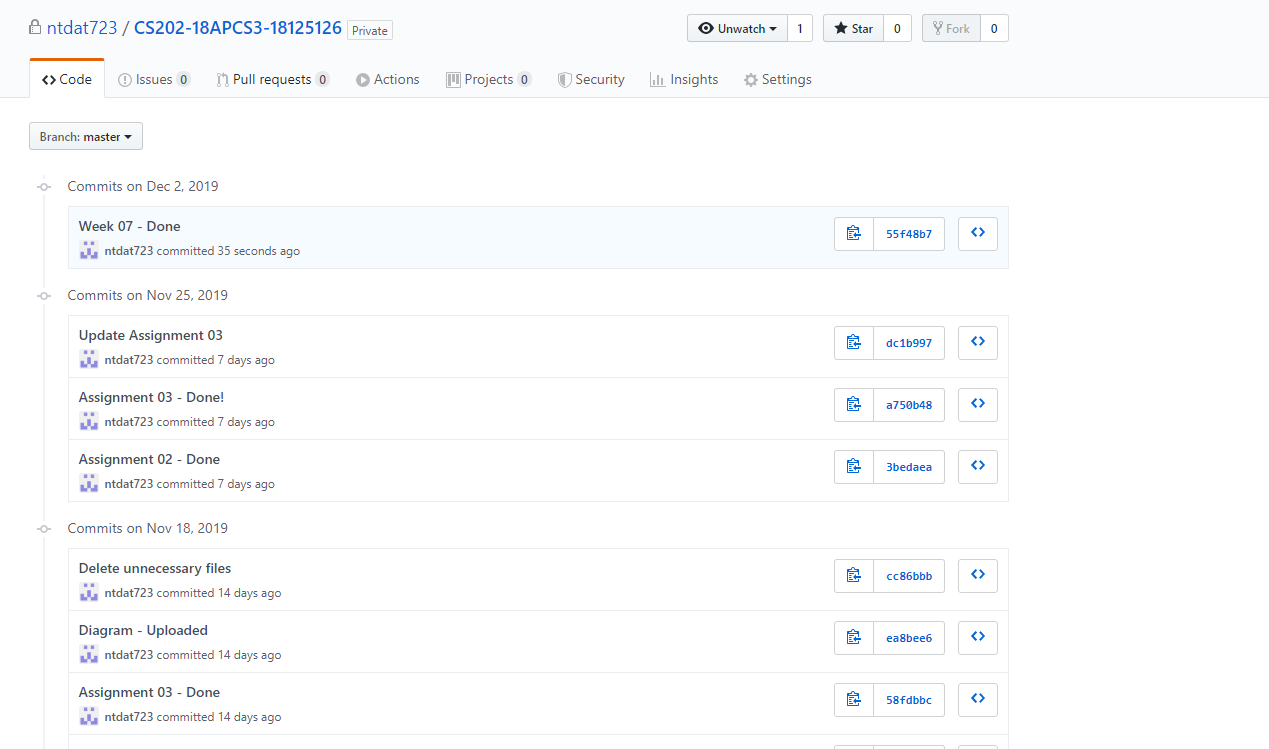 ntdat723 / CS202-18APCS3-18125126 Private Unwatch 1 Star 0 Fork 0
Code Issues 0 Pull requests 0 Actions Projects 0 Security Insights Settings
Branch: master
Commits on Dec 2, 2019
Week 07 - Done
ntdat723 committed 35 seconds ago
55f48b7
Commits on Nov 25, 2019
Update Assignment 03
ntdat723 committed 7 days ago
dc1b997
Assignment 03 - Done!
ntdat723 committed 7 days ago
a750b48
Assignment 02 - Done
ntdat723 committed 7 days ago
3bedaea
Commits on Nov 18, 2019
Delete unnecessary files
ntdat723 committed 14 days ago
cc86bbb
Diagram - Uploaded
ntdat723 committed 14 days ago
ea8bee6
Assignment 03 - Done
ntdat723 committed 14 days ago
58fdbbc